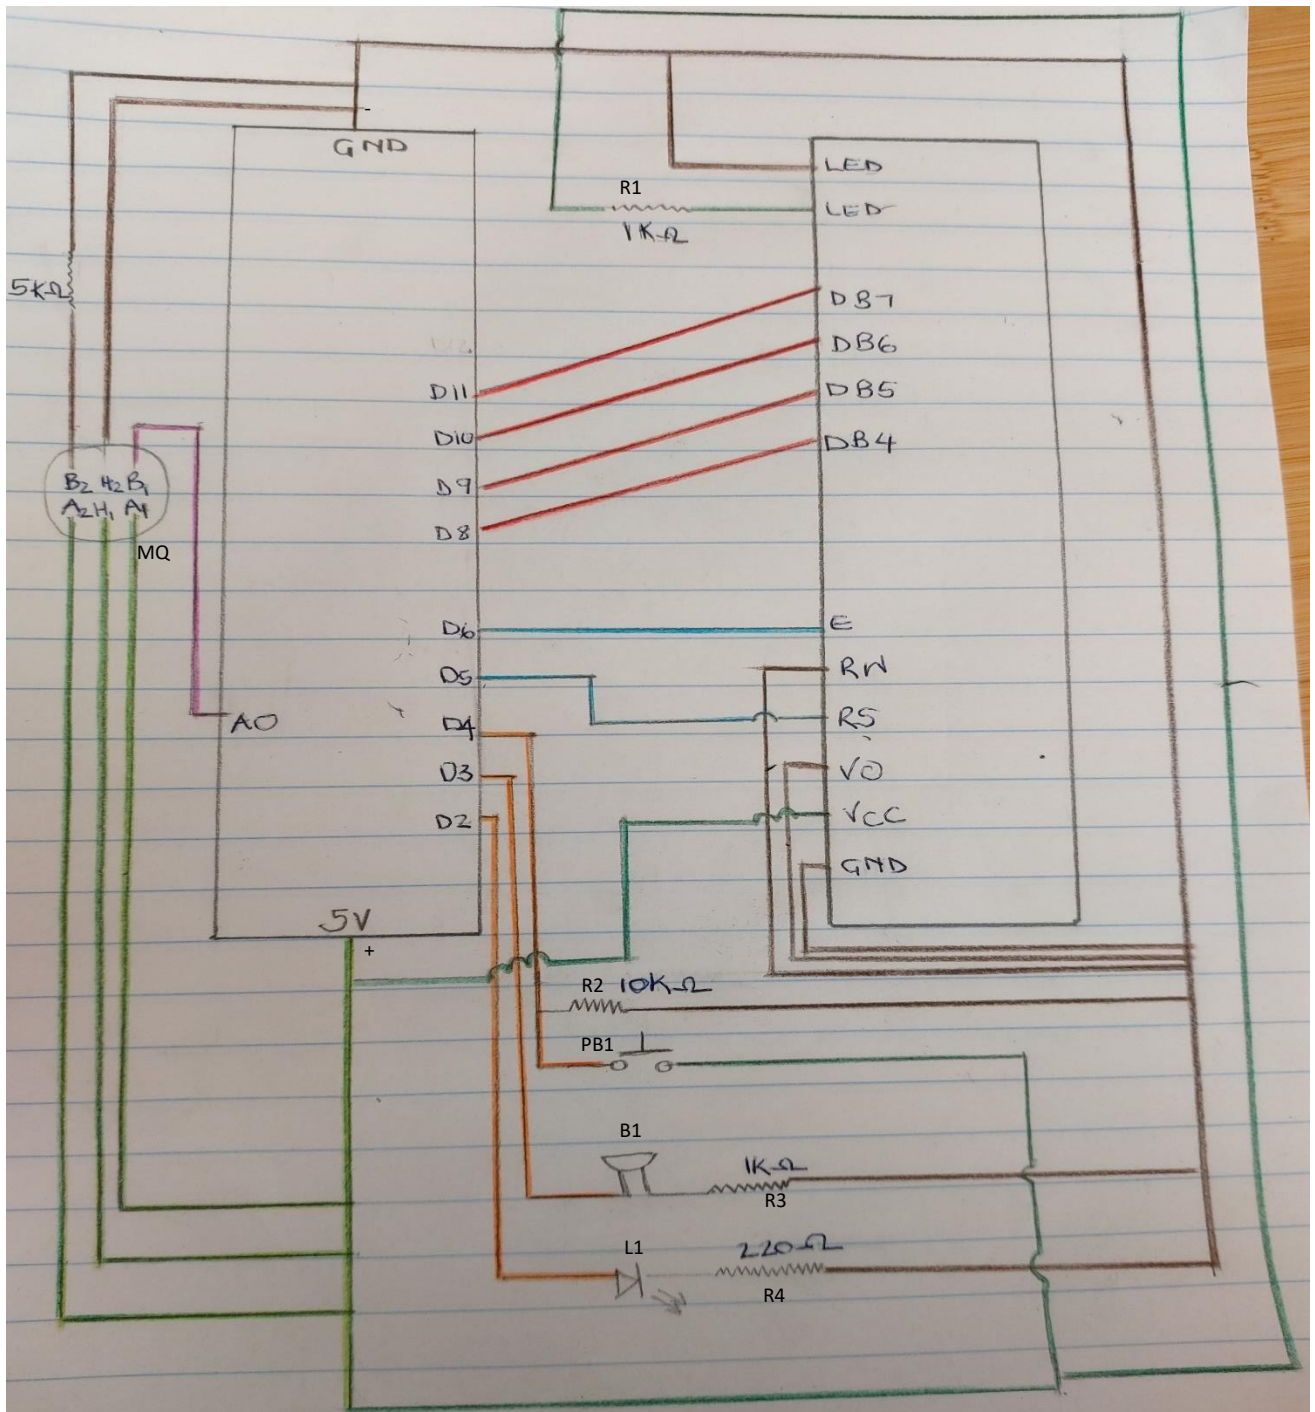 -
GND
LED
R1
LED
1KΩ
5KΩ
DB7
DB6
D11
DB5
D10
DB4
B2 H2 B1
D9
A2 H1 A1
D8
MQ
D6
E
D5
RW
A0
D4
RS
D3
V0
D2
VCC
GND
5V
+
R2 10KΩ
PB1
B1
1KΩ
R3
L1
220Ω
R4